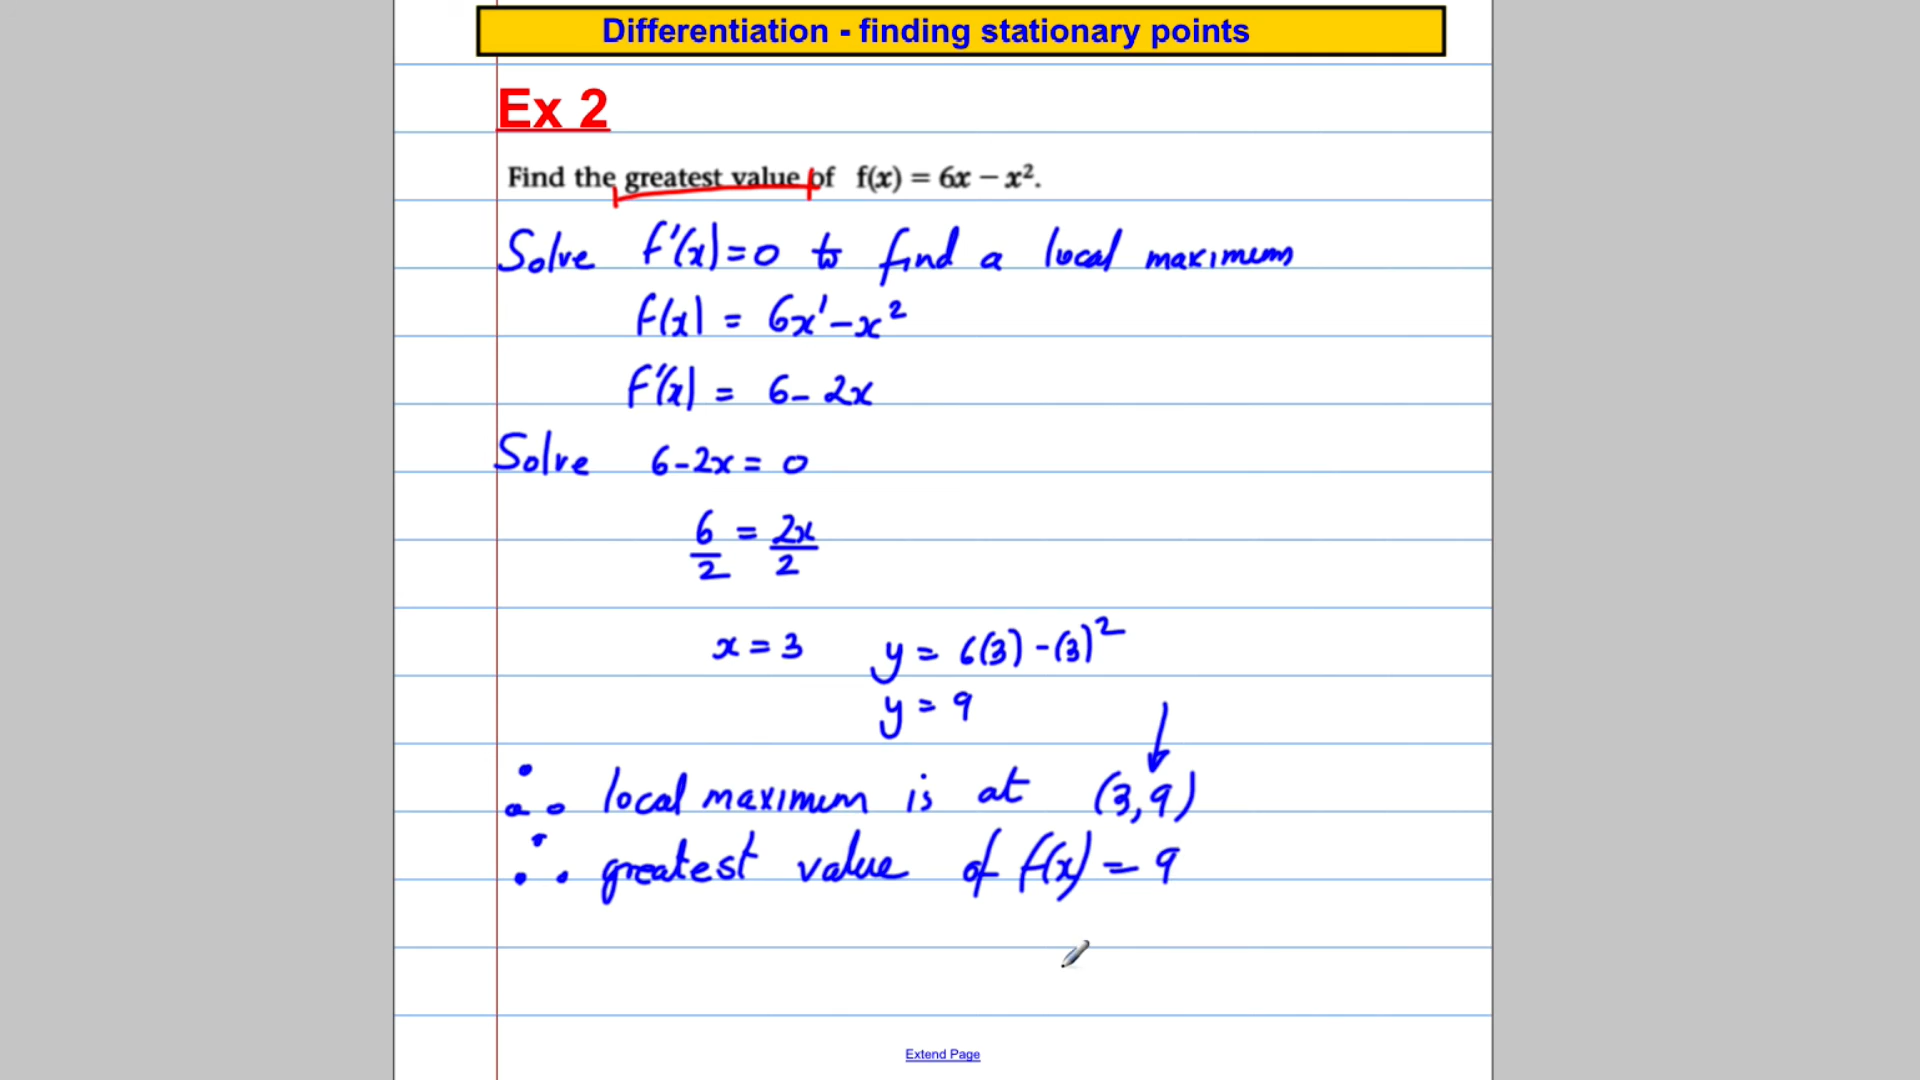 Differentiation - finding stationary points
Ex 2
Find the greatest value of f(x) = 6x − x².
Solve f'(x)=0 to find a local maximum
f(x) = 6x¹−x²
f'(x) = 6-2x
Solve 6-2x = 0
6/2 = 2x/2
x = 3 y = 6(3) -(3)²
y = 9
∴ local maximum is at (3,9)
∴ greatest value of f(x) = 9
Extend Page